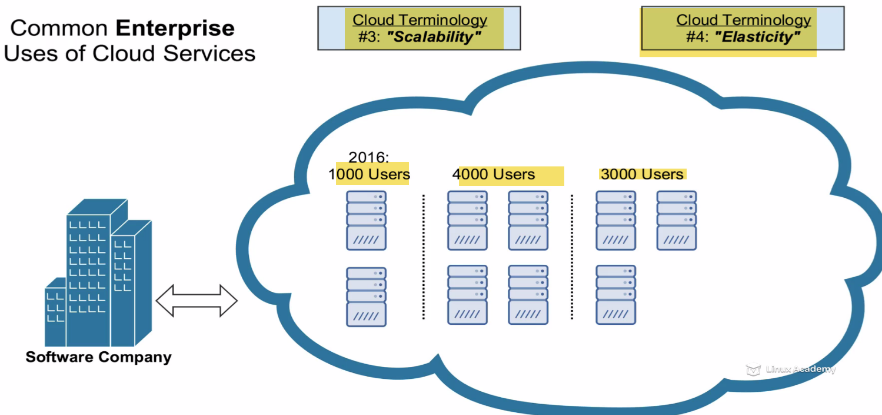 Common Enterprise
Uses of Cloud Services
Cloud Terminology
#3: "Scalability"
Cloud Terminology
#4: "Elasticity"
2016:
1000 Users
4000 Users
3000 Users
Software Company
Linux Academy